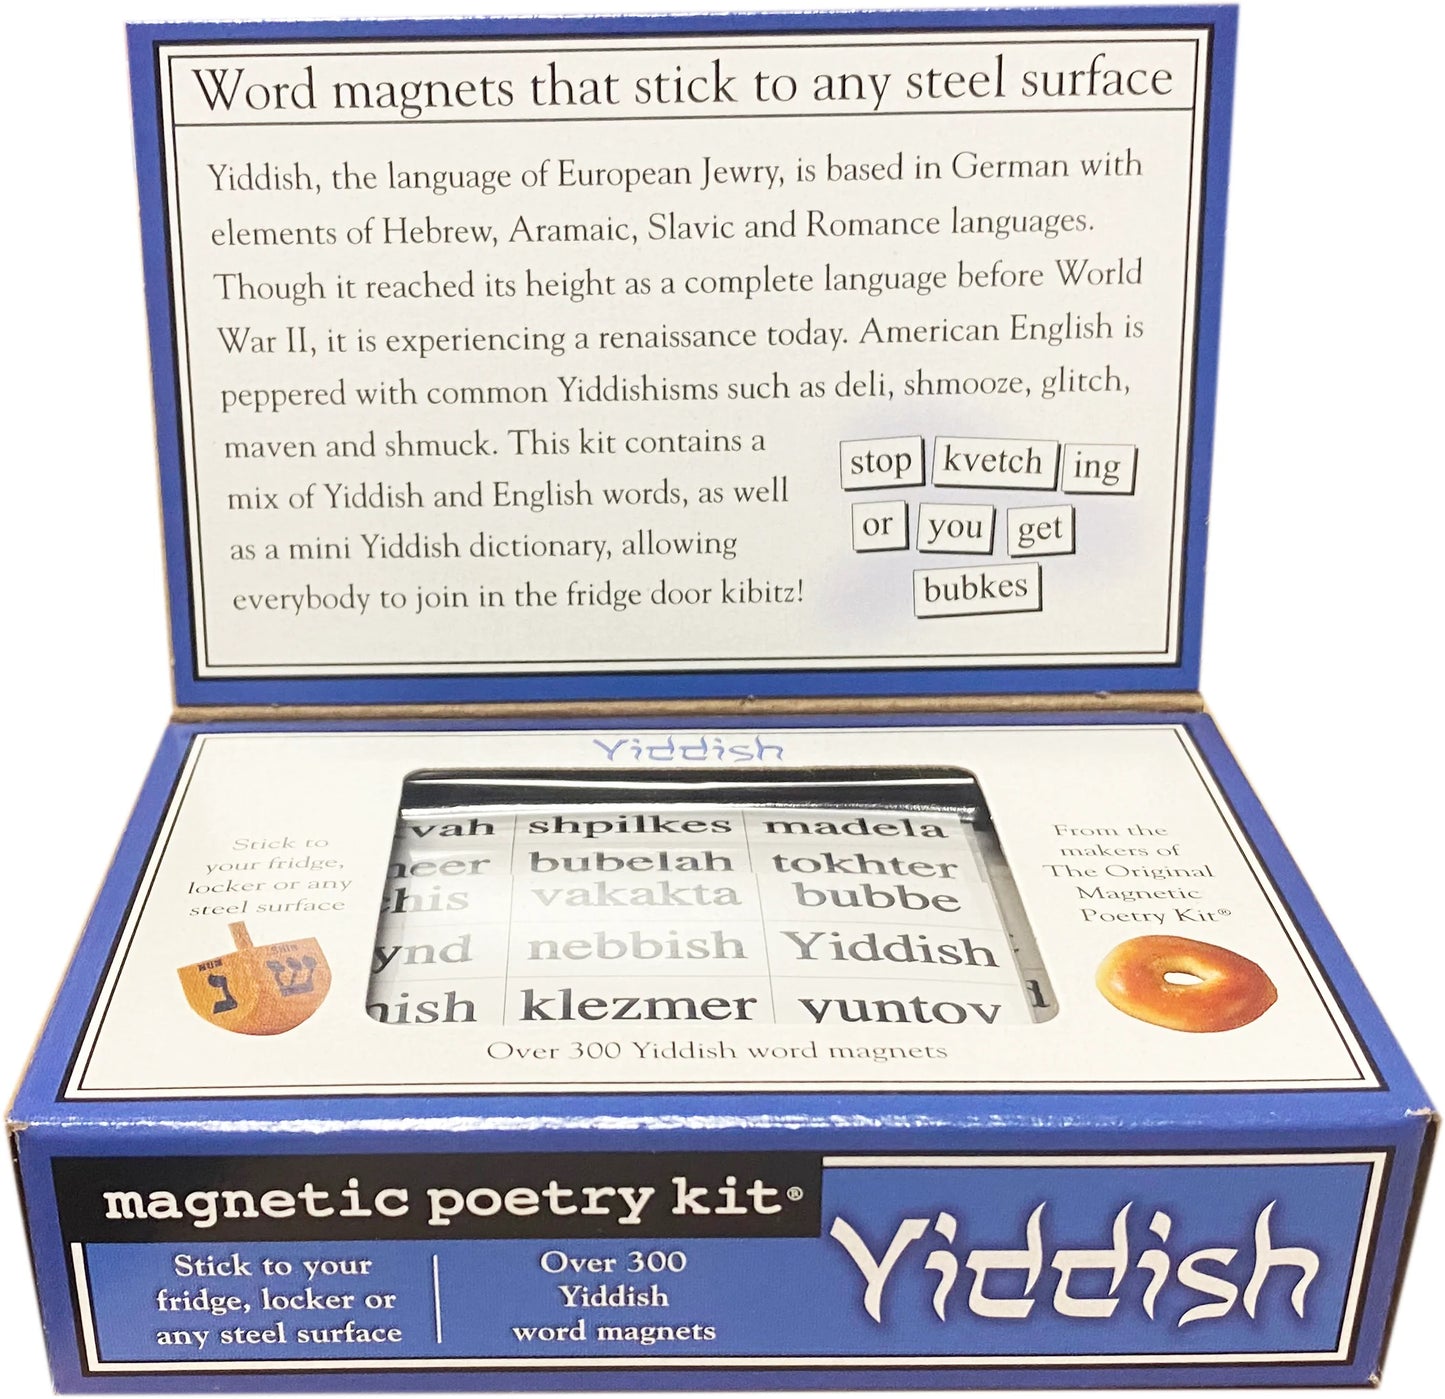 Word magnets that stick to any steel surface
Yiddish, the language of European Jewry, is based in German with
elements of Hebrew, Aramaic, Slavic and Romance languages.
Though it reached its height as a complete language before World
War II, it is experiencing a renaissance today. American English is
peppered with common Yiddishisms such as deli, shmooze, glitch,
maven and shmuck. This kit contains a
mix of Yiddish and English words, as well
as a mini Yiddish dictionary, allowing
everybody to join in the fridge door kibitz!
stop kvetch ing
or you get
bubkes
Yiddish
Stick to
your fridge,
locker or any
steel surface
NUN SHIN
נ ש
vah shpilkes madela
heer bubelah tokhter
his vakakta bubbe
ynd nebbish Yiddish
ish klezmer yuntov
From the
makers of
The Original
Magnetic
Poetry Kit®
Over 300 Yiddish word magnets
magnetic poetry kit®
Stick to your
fridge, locker or
any steel surface
Over 300
Yiddish
word magnets
Yiddish